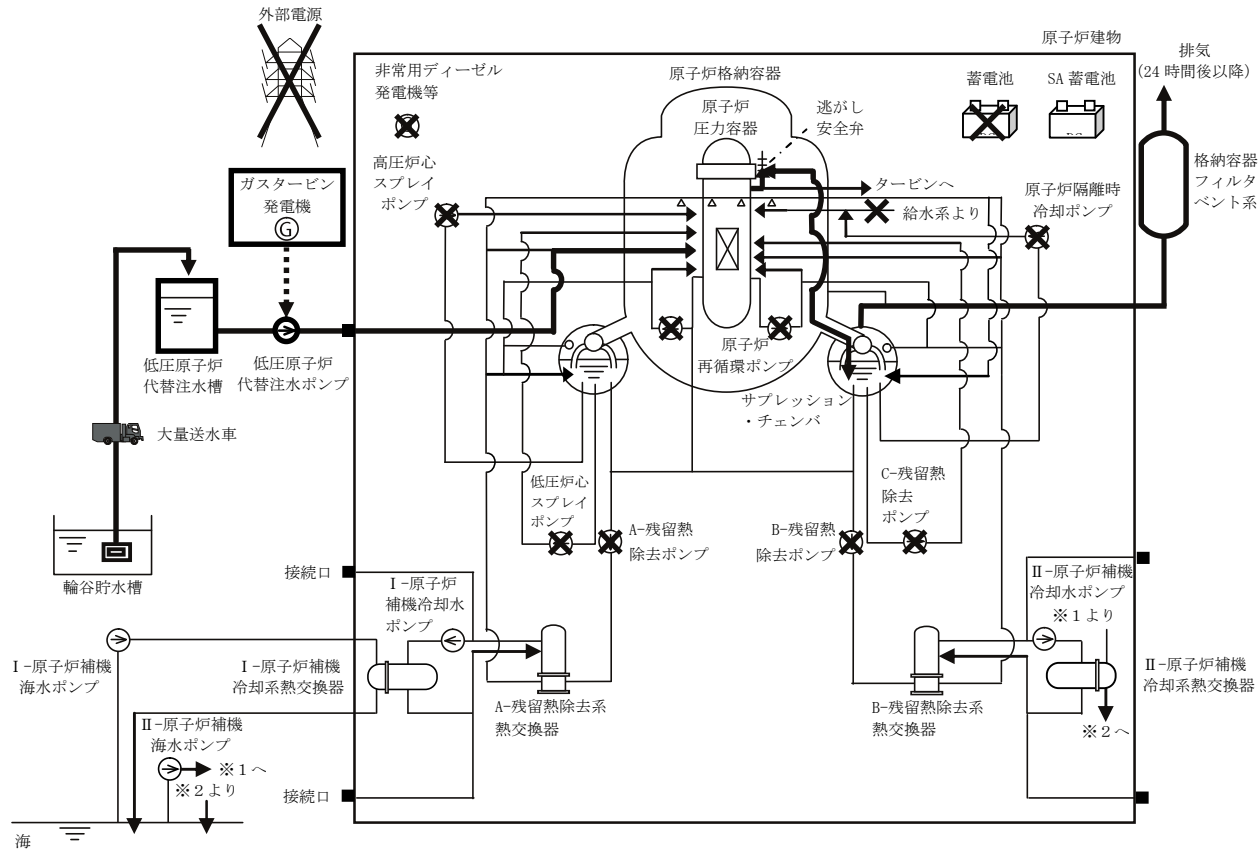 外部電源
原子炉建物
排気
(24 時間後以降)
非常用ディーゼル
発電機等
原子炉格納容器
原子炉
圧力容器
逃がし
安全弁
蓄電池
SA 蓄電池
ガスタービン
発電機
G
高圧炉心
スプレイ
ポンプ
タービンへ
給水系より
原子炉隔離時
冷却ポンプ
格納容器
フィルタ
ベント系
低圧原子炉
代替注水槽
低圧原子炉
代替注水ポンプ
原子炉
再循環ポンプ
サプレッション
・チェンバ
大量送水車
低圧炉心
スプレイ
ポンプ
A-残留熱
除去ポンプ
B-残留熱
除去ポンプ
C-残留熱
除去
ポンプ
輪谷貯水槽
接続口
Ⅰ-原子炉
補機冷却水
ポンプ
Ⅱ-原子炉補機
冷却水ポンプ
※1より
Ⅰ-原子炉補機
海水ポンプ
Ⅰ-原子炉補機
冷却系熱交換器
Ⅱ-原子炉補機
冷却系熱交換器
A-残留熱除去系
熱交換器
B-残留熱除去系
熱交換器
※2へ
Ⅱ-原子炉補機
海水ポンプ
※1へ
※2より
接続口
海